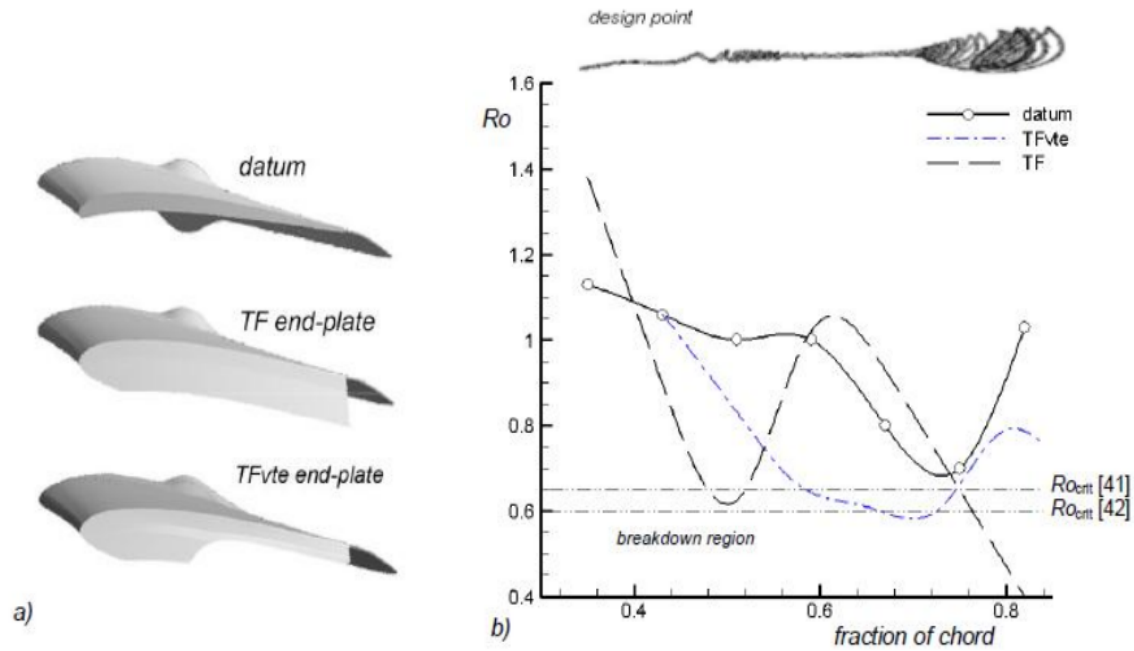 design point
datum
TF end-plate
TFvte end-plate
a)
1.6
Ro
1.4
1.2
1
0.8
0.6
0.4
datum
TFvte
TF
Ro_crit [41]
Ro_crit [42]
breakdown region
0.4
0.6
0.8
b)
fraction of chord